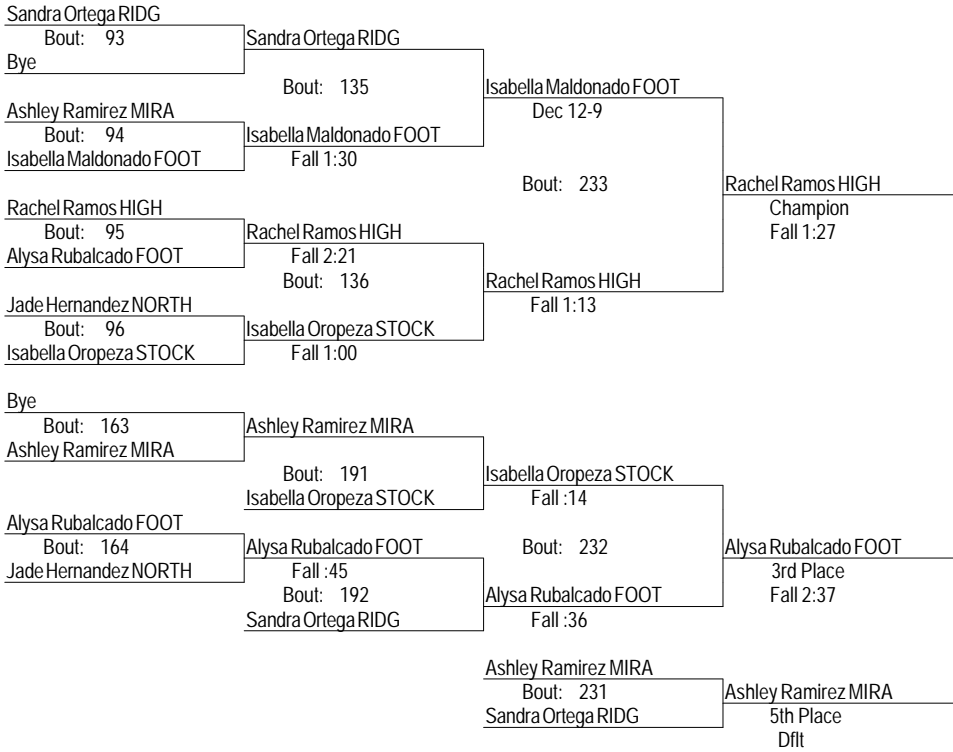 Sandra Ortega RIDG
Bout: 93
Bye
Sandra Ortega RIDG
Bout: 135
Ashley Ramirez MIRA
Bout: 94
Isabella Maldonado FOOT
Isabella Maldonado FOOT
Fall 1:30
Isabella Maldonado FOOT
Dec 12-9
Bout: 233
Rachel Ramos HIGH
Bout: 95
Alysa Rubalcado FOOT
Rachel Ramos HIGH
Fall 2:21
Bout: 136
Jade Hernandez NORTH
Bout: 96
Isabella Oropeza STOCK
Isabella Oropeza STOCK
Fall 1:00
Rachel Ramos HIGH
Fall 1:13
Rachel Ramos HIGH
Champion
Fall 1:27
Bye
Bout: 163
Ashley Ramirez MIRA
Ashley Ramirez MIRA
Bout: 191
Isabella Oropeza STOCK
Isabella Oropeza STOCK
Fall :14
Bout: 232
Alysa Rubalcado FOOT
Bout: 164
Jade Hernandez NORTH
Alysa Rubalcado FOOT
Fall :45
Bout: 192
Sandra Ortega RIDG
Alysa Rubalcado FOOT
Fall :36
Alysa Rubalcado FOOT
3rd Place
Fall 2:37
Ashley Ramirez MIRA
Bout: 231
Sandra Ortega RIDG
Ashley Ramirez MIRA
5th Place
Dflt